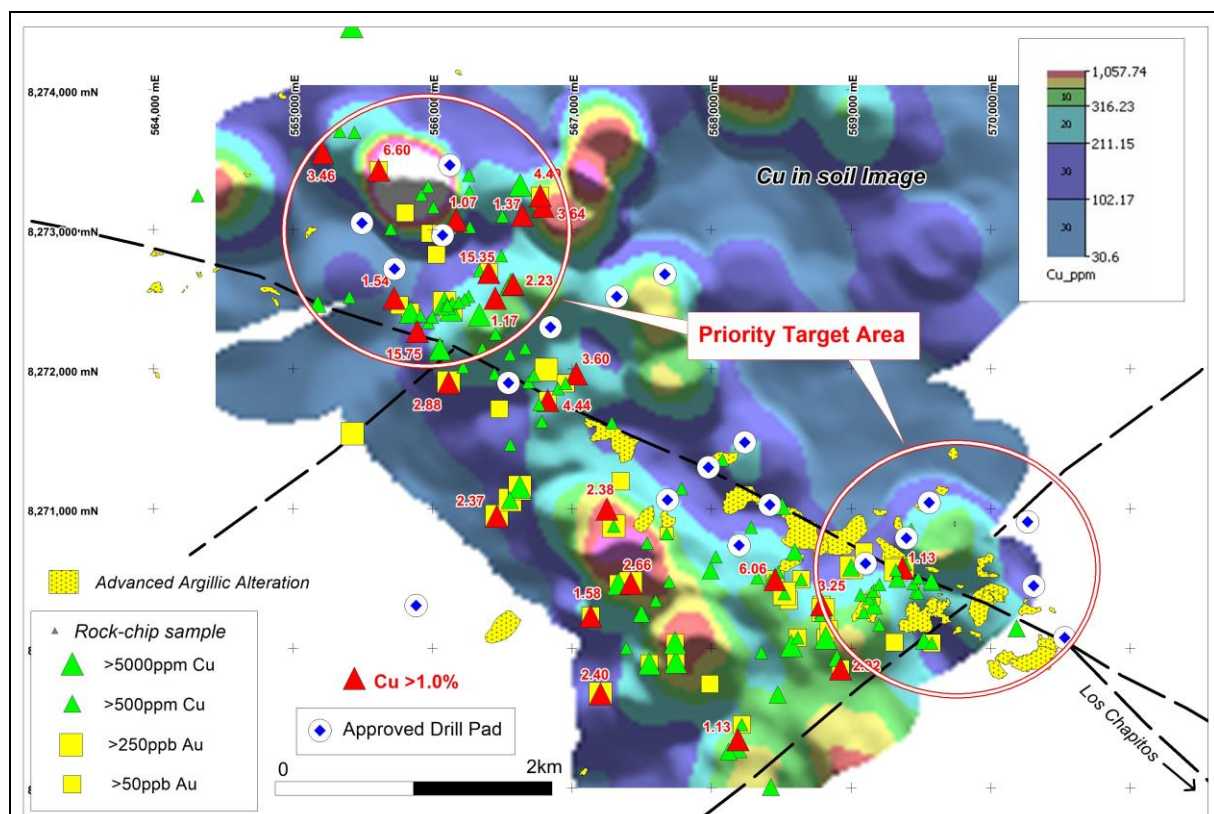 564,000 mE
565,000 mE
566,000 mE
567,000 mE
568,000 mE
569,000 mE
570,000 mE
8,274,000 mN
8,273,000 mN
8,272,000 mN
8,271,000 mN
Cu in soil Image
1,057.74
10
316.23
20
211.15
30
102.17
30
30.6
Cu_ppm
3.46
6.60
1.07
1.37
3.64
15.35
1.54
2.23
1.17
15.75
2.88
3.60
4.44
2.37
2.38
2.66
1.58
6.06
3.25
1.13
2.40
1.13
Priority Target Area
Advanced Argillic Alteration
Rock-chip sample
>5000ppm Cu
>500ppm Cu
>250ppb Au
>50ppb Au
Cu >1.0%
Approved Drill Pad
0 2km
Los Chapitos